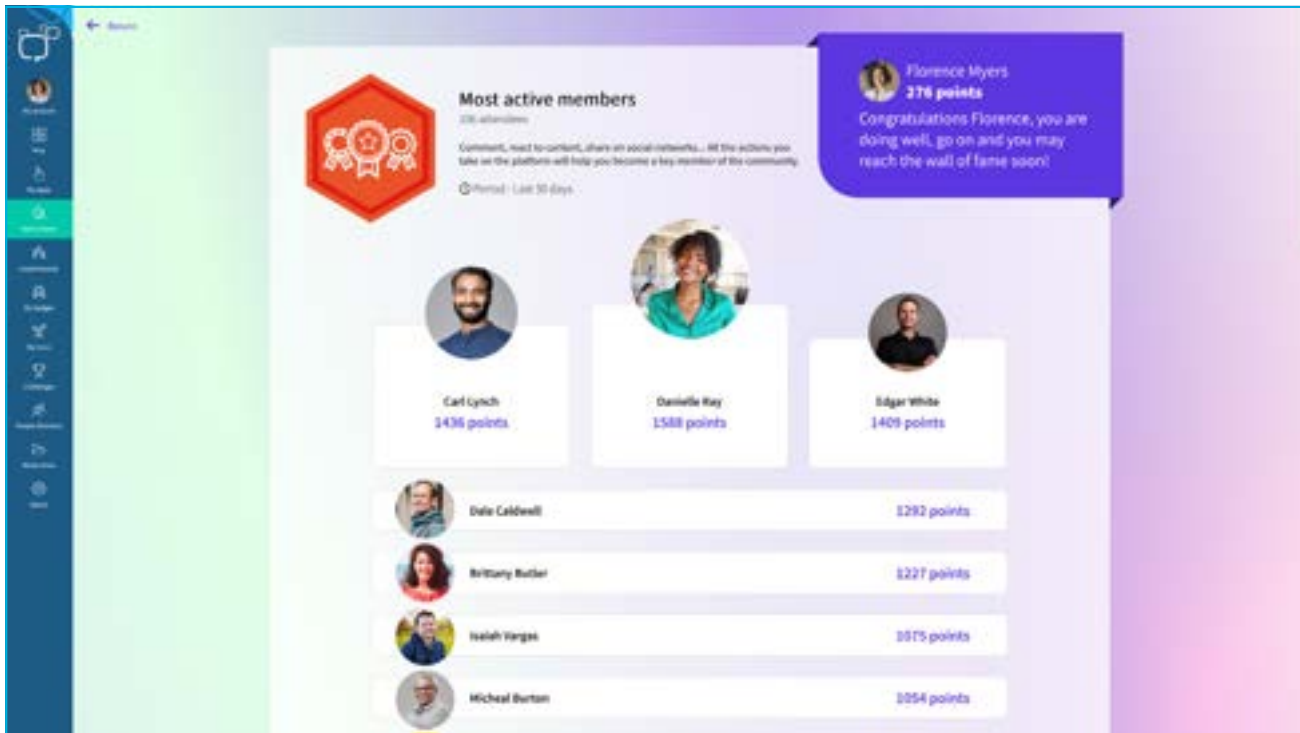 Return
Most active members
attendees
Comment, react to content, share on social networks... All the actions you
take on the platform will help you become a key member of the community.
Period - Last 30 days
Florence Myers
276 points
Congratulations Florence, you are
doing well, go on and you may
reach the wall of fame soon!
Carl Lynch
1436 points
Danielle Ray
1588 points
Edgar White
1409 points
Dale Caldwell
1292 points
Brittany Butler
1227 points
Isaiah Vargas
1075 points
Micheal Burton
1054 points